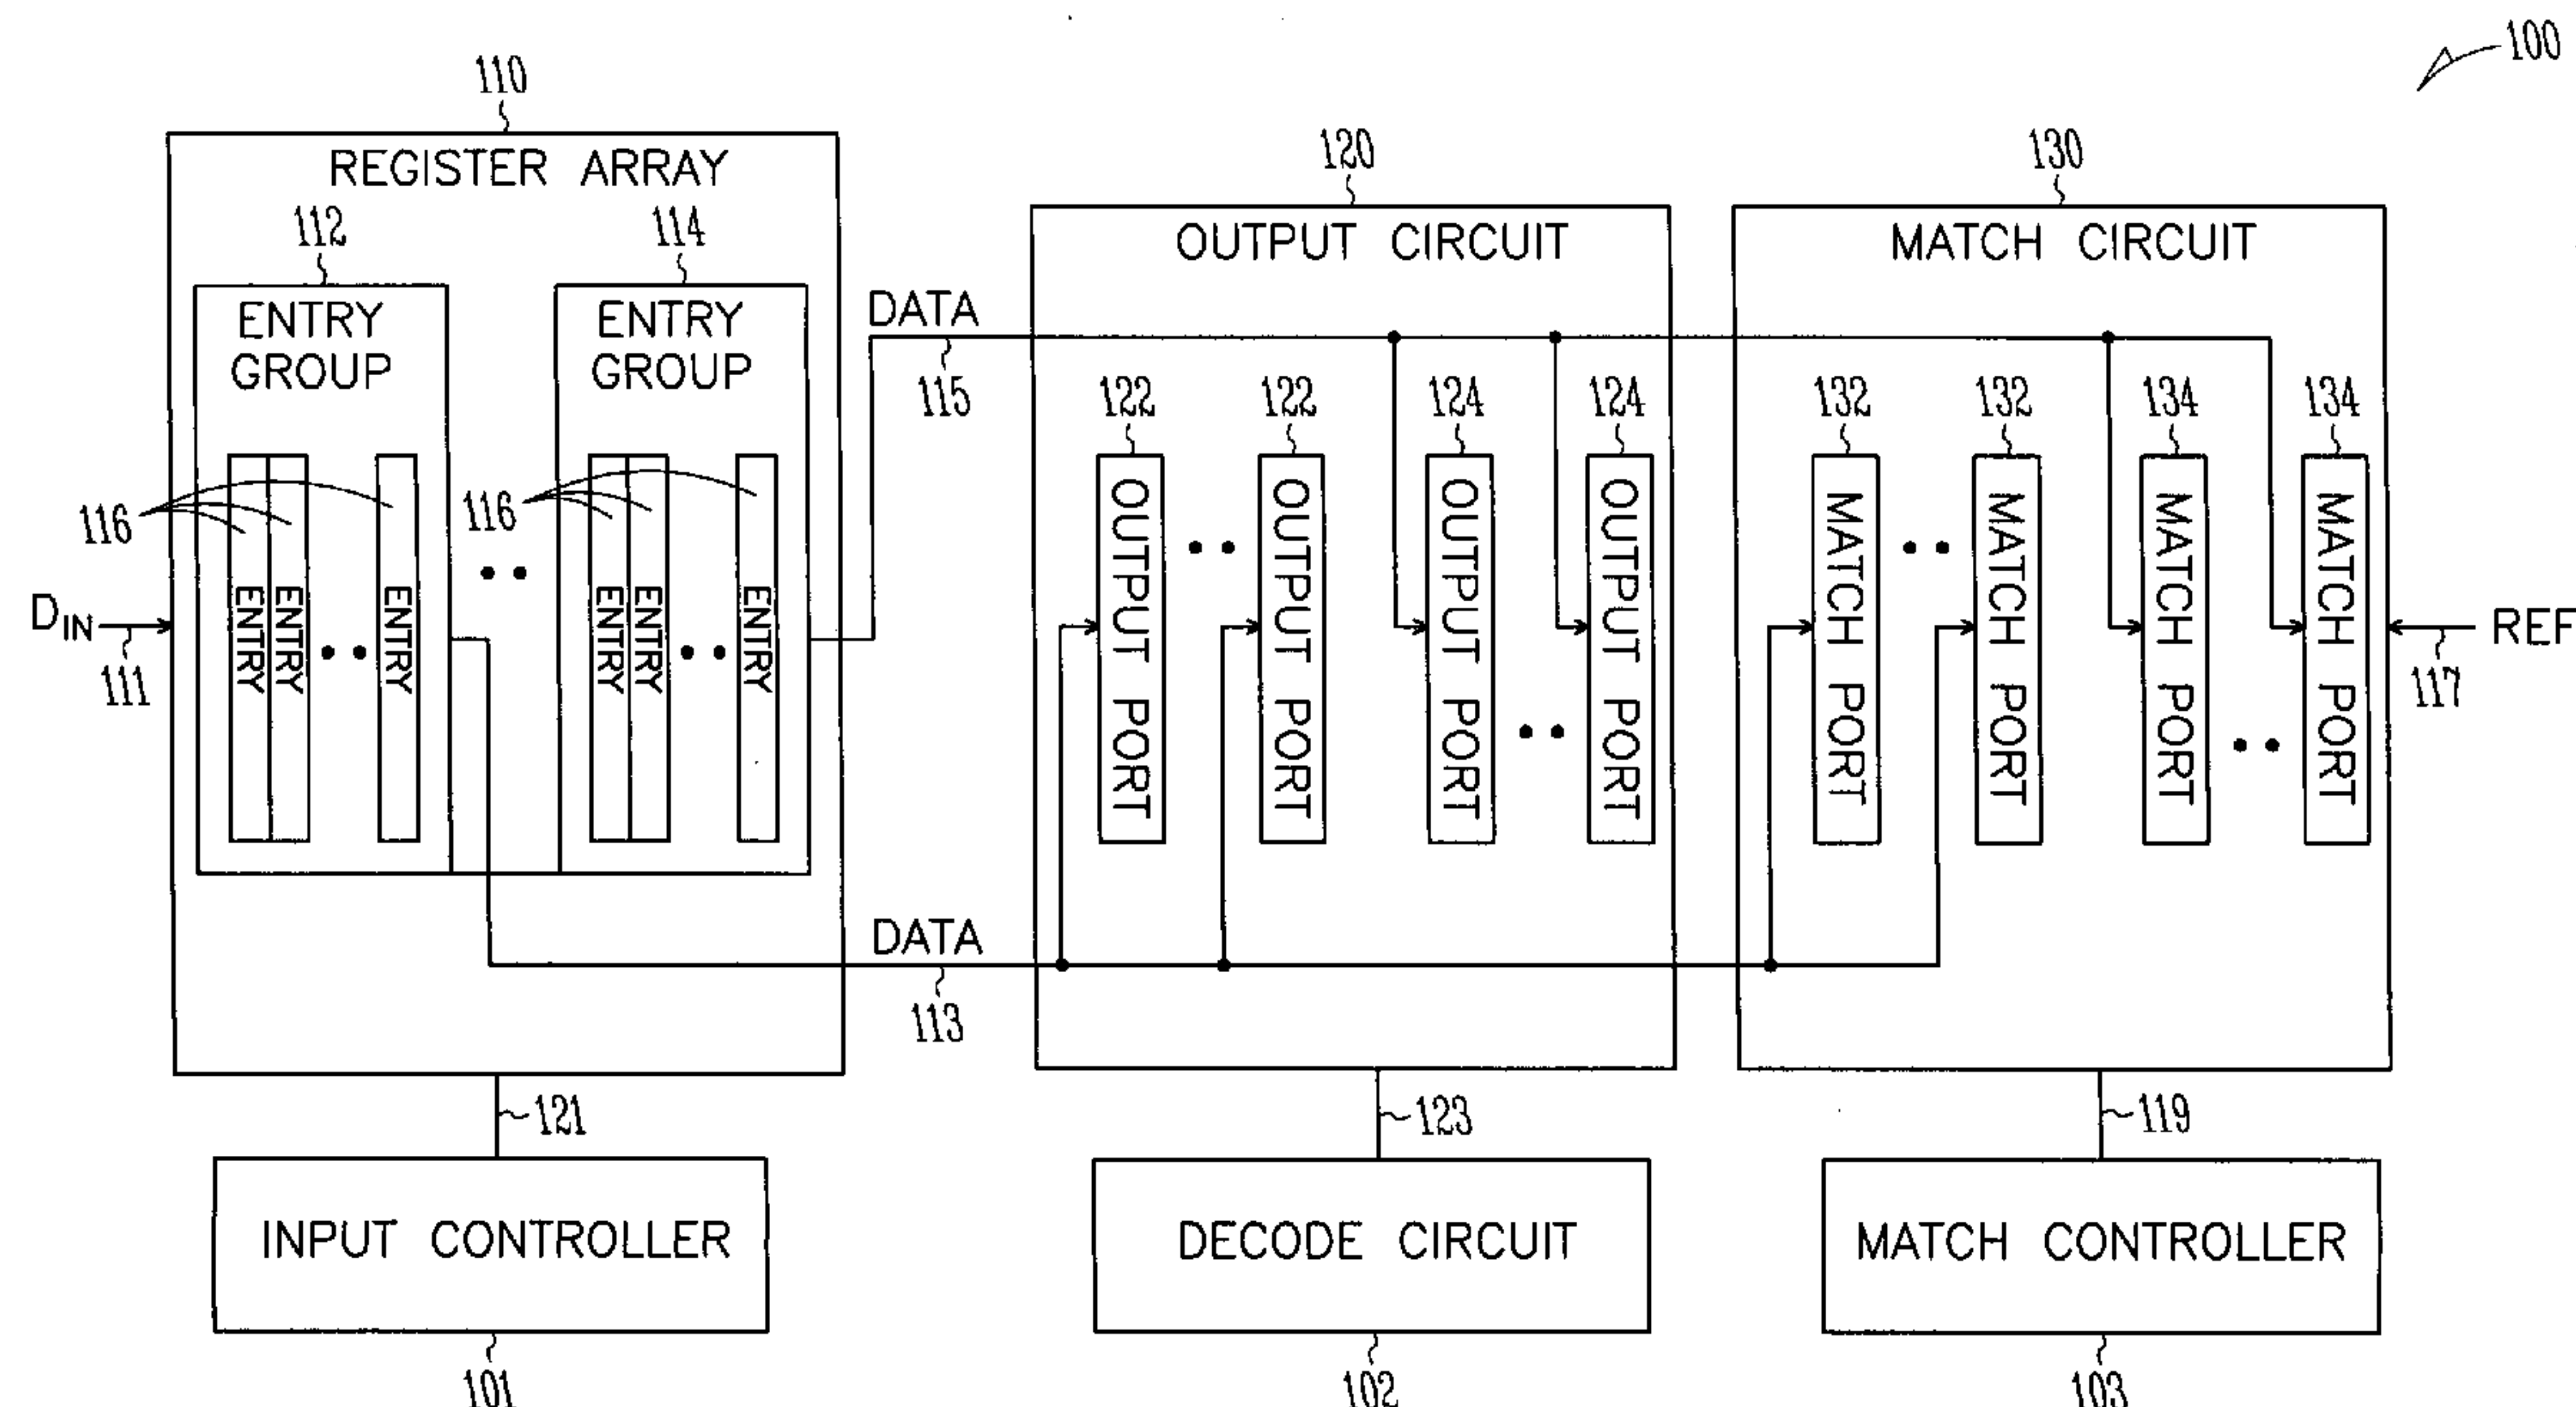 100
110
REGISTER ARRAY
112
114
ENTRY
GROUP
ENTRY
GROUP
116
116
ENTRY
ENTRY
ENTRY
ENTRY
ENTRY
ENTRY
D_IN
111
DATA
115
DATA
113
120
OUTPUT CIRCUIT
122
122
124
124
OUTPUT PORT
OUTPUT PORT
OUTPUT PORT
OUTPUT PORT
130
MATCH CIRCUIT
132
132
134
134
MATCH PORT
MATCH PORT
MATCH PORT
MATCH PORT
REF
117
121
123
119
INPUT CONTROLLER
DECODE CIRCUIT
MATCH CONTROLLER
101
102
103